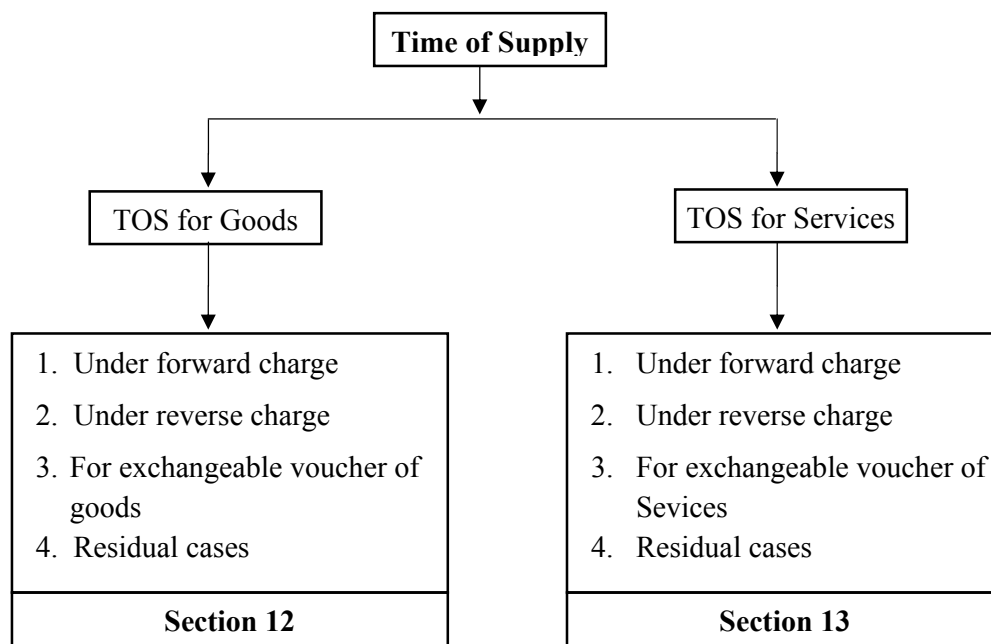 Time of Supply
TOS for Goods
TOS for Services
1. Under forward charge
2. Under reverse charge
3. For exchangeable voucher of
goods
4. Residual cases
Section 12
1. Under forward charge
2. Under reverse charge
3. For exchangeable voucher of
Sevices
4. Residual cases
Section 13